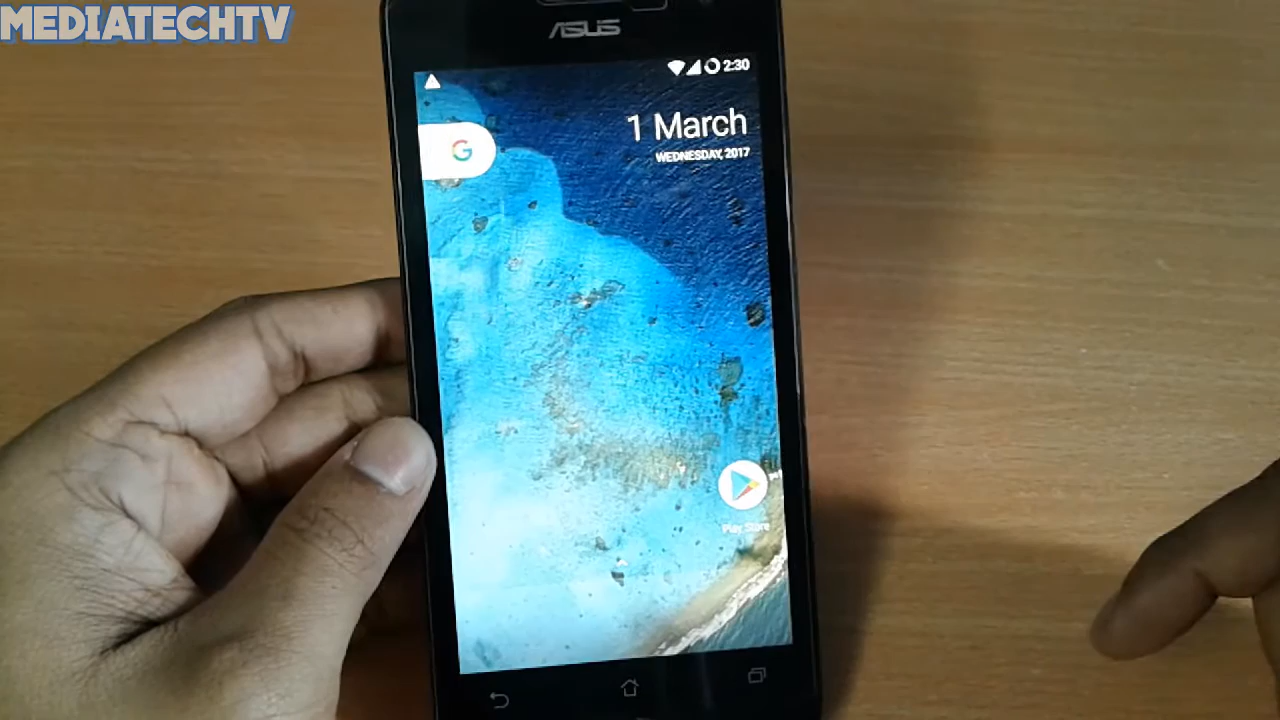 MEDIATECHTV
ASUS
2:30
1 March
WEDNESDAY, 2017
G
Play Store